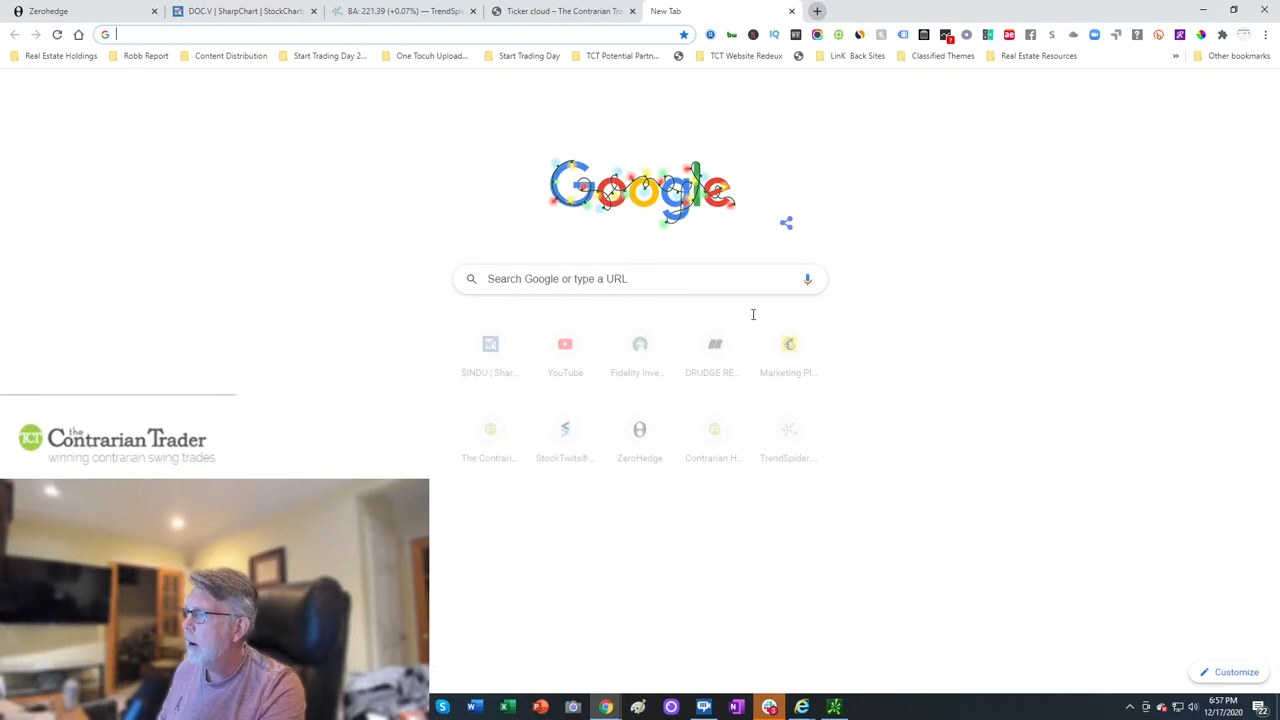 Zerohedge
DOC.V | SharpChart | StockChart
BA: 221.39 (+0.07%) — TrendSpi
Ticker cloud – The Contrarian Tra
New Tab
Real Estate Holdings
Robb Report
Content Distribution
Start Trading Day 2...
One Tocuh Upload...
Start Trading Day
TCT Potential Partn...
TCT Website Redeux
LinK Back Sites
Classified Themes
Real Estate Resources
»
Other bookmarks
Google
Search Google or type a URL
$INDU | Shar...
YouTube
Fidelity Inve...
DRUDGE RE...
Marketing Pl...
The Contrari...
StockTwits®...
ZeroHedge
Contrarian H...
TrendSpider...
TCT the Contrarian Trader
winning contrarian swing trades
Customize
6:57 PM
12/17/2020